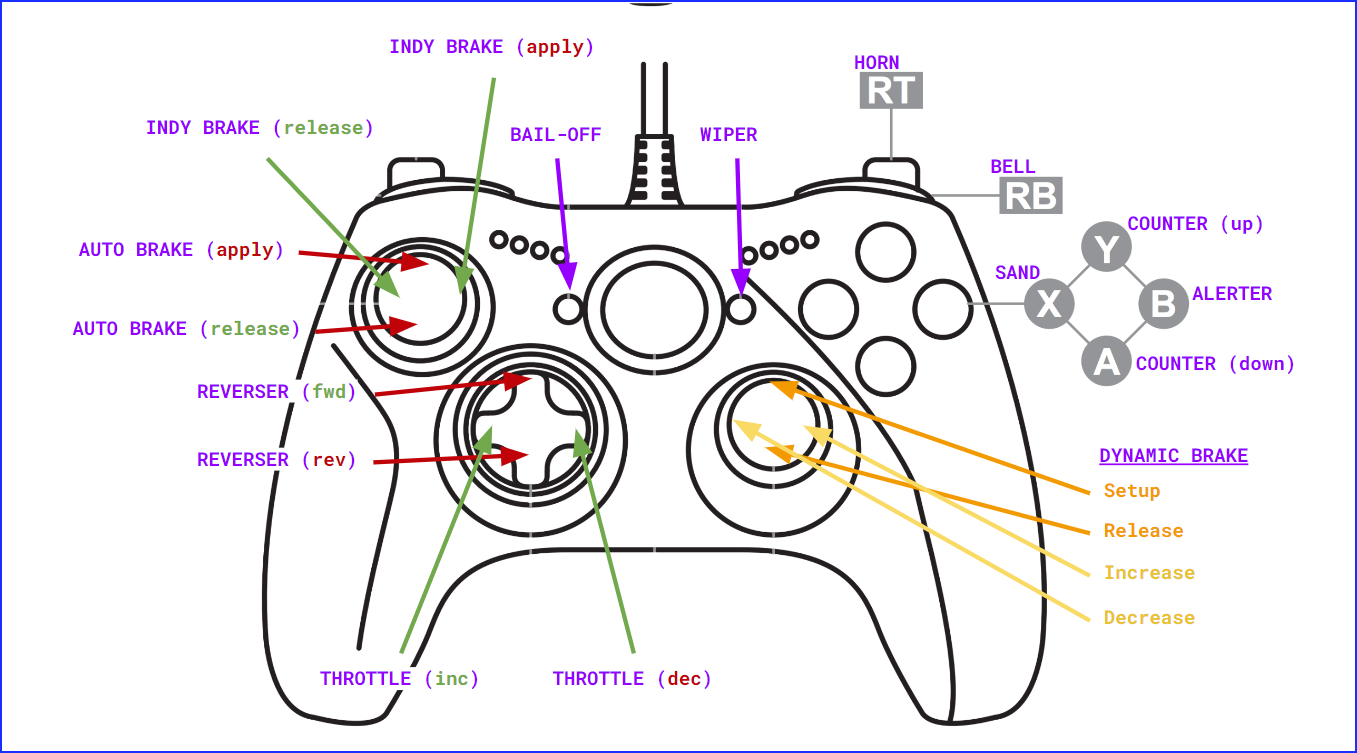 INDY BRAKE (apply)
HORN
RT
INDY BRAKE (release)
BAIL-OFF
WIPER
BELL
RB
COUNTER (up)
Y
AUTO BRAKE (apply)
SAND
X
B
ALERTER
AUTO BRAKE (release)
A
COUNTER (down)
REVERSER (fwd)
REVERSER (rev)
DYNAMIC BRAKE
Setup
Release
Increase
Decrease
THROTTLE (inc)
THROTTLE (dec)